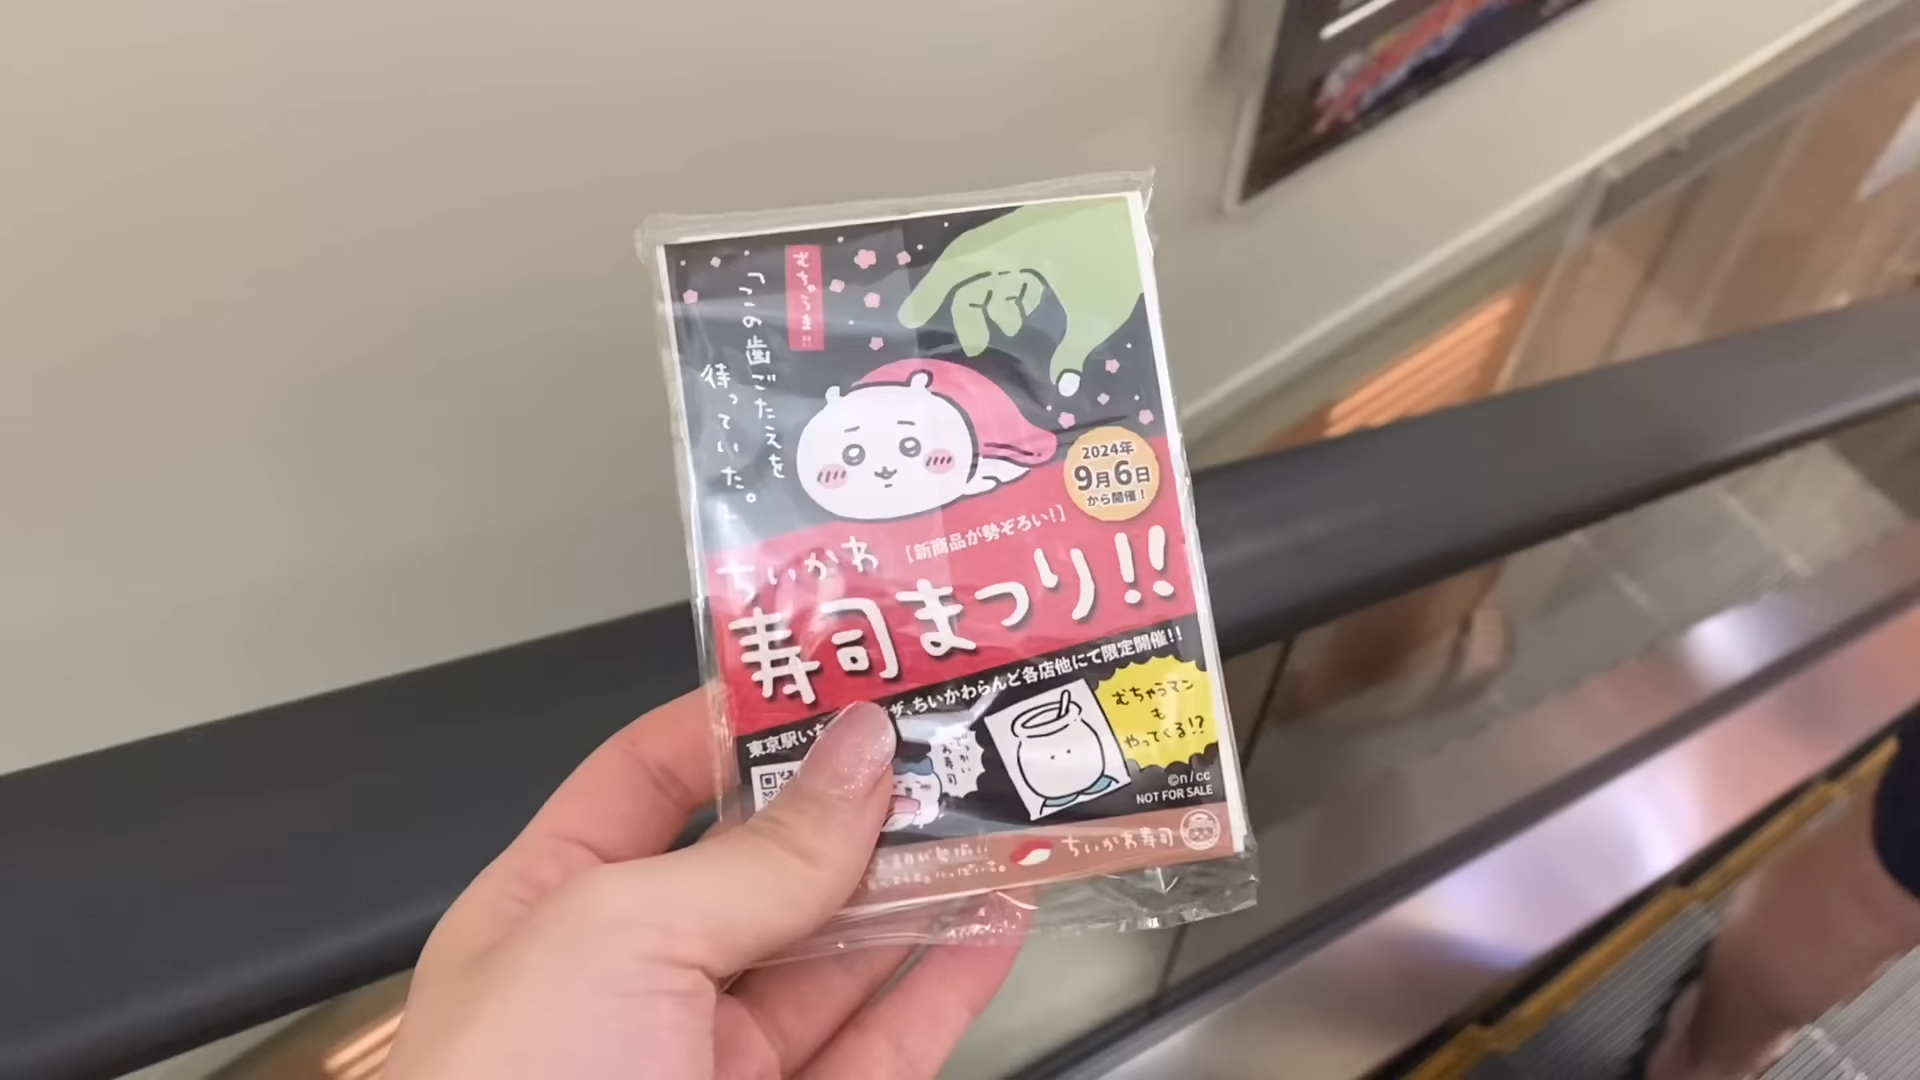 むちゃうま!!
「この歯ごたえを
待っていた。」
2024年
9月6日
から開催！
ちいかわ
【新商品が勢ぞろい！】
寿司まつり!!
東京駅い ザ、ちいかわらんど各店他にて限定開催!!
お寿司
むちゃうマン
も
やってくる!?
©n/cc
NOT FOR SALE
ちいかわ寿司